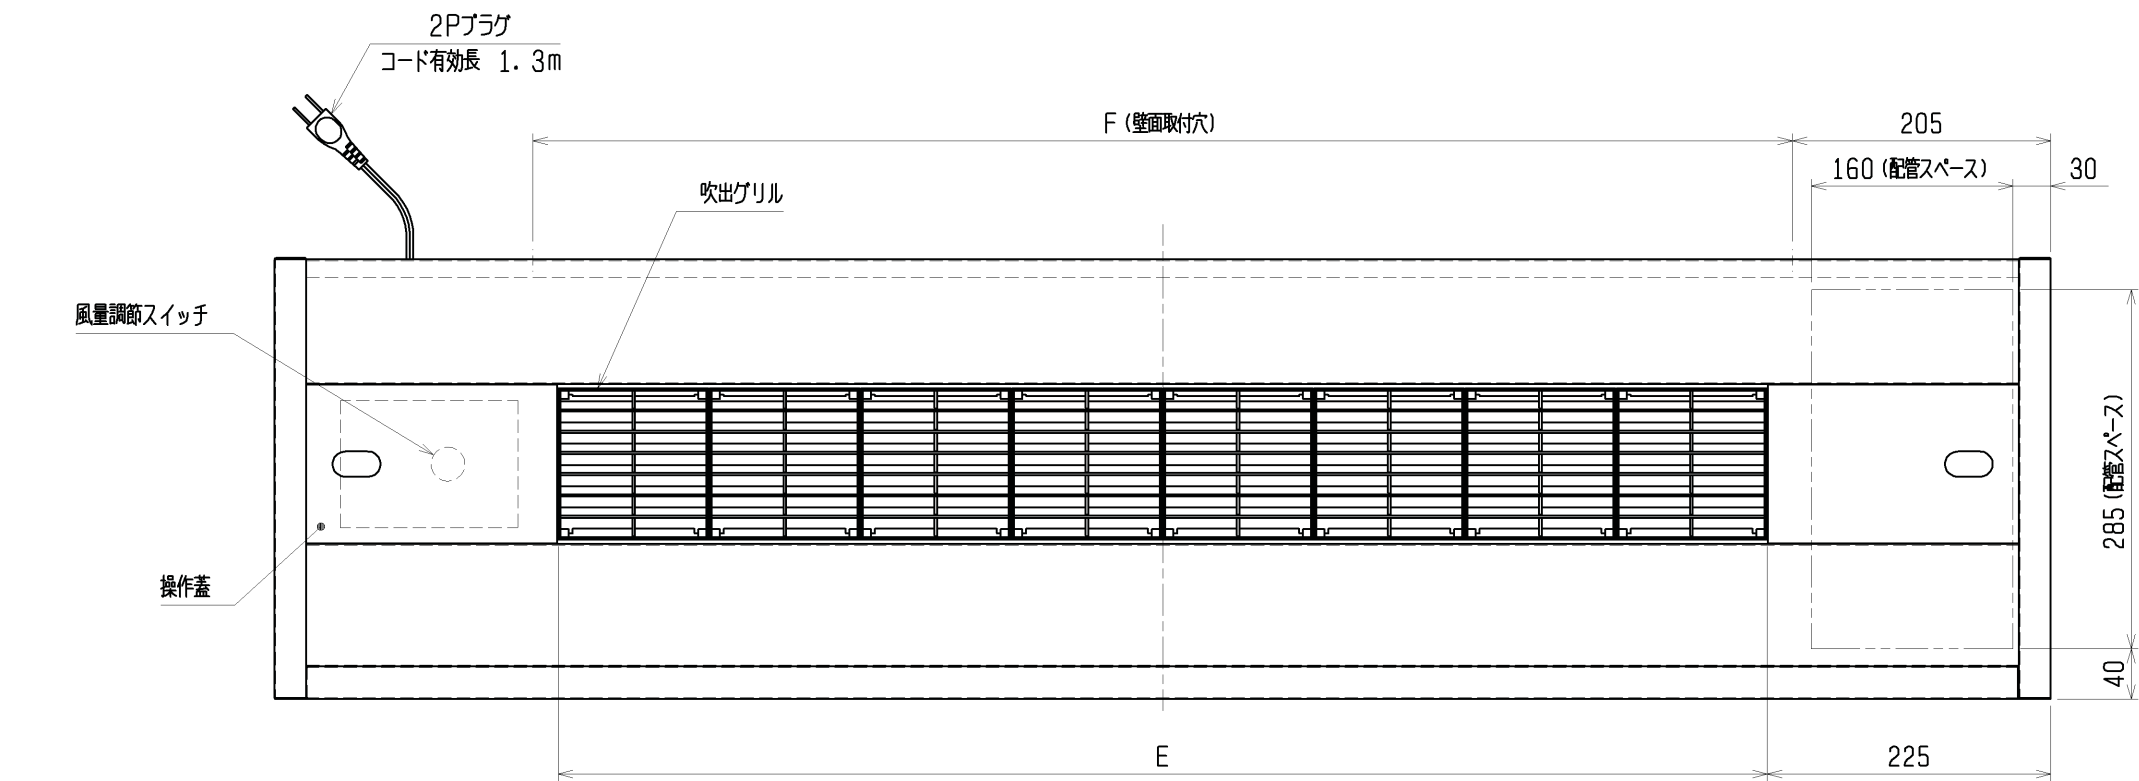 2Pプラグ
コード有効長 1.3m
F(壁面取付穴)
205
160(配管スペース)
30
吹出グリル
風量調節スイッチ
285(配管スペース)
操作蓋
40
E
225